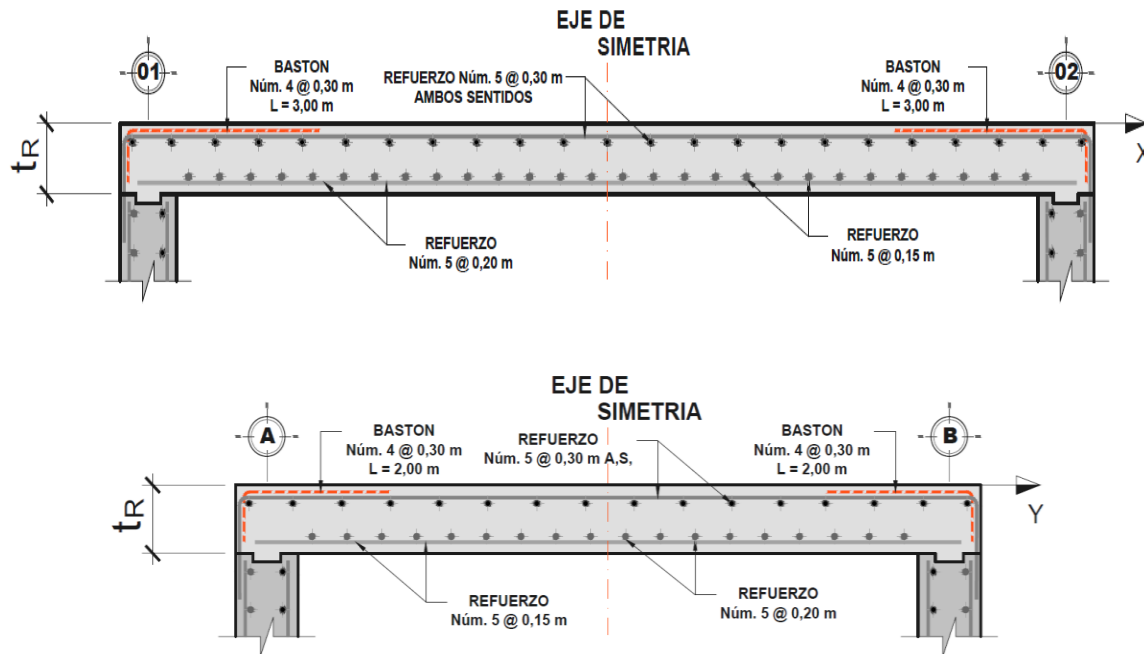 EJE DE
SIMETRIA
01
BASTON
Núm. 4 @ 0,30 m
L = 3,00 m
REFUERZO Núm. 5 @ 0,30 m
AMBOS SENTIDOS
BASTON
Núm. 4 @ 0,30 m
L = 3,00 m
02
tR
X
REFUERZO
Núm. 5 @ 0,20 m
REFUERZO
Núm. 5 @ 0,15 m
EJE DE
SIMETRIA
A
BASTON
Núm. 4 @ 0,30 m
L = 2,00 m
REFUERZO
Núm. 5 @ 0,30 m A,S,
BASTON
Núm. 4 @ 0,30 m
L = 2,00 m
B
tR
Y
REFUERZO
Núm. 5 @ 0,15 m
REFUERZO
Núm. 5 @ 0,20 m